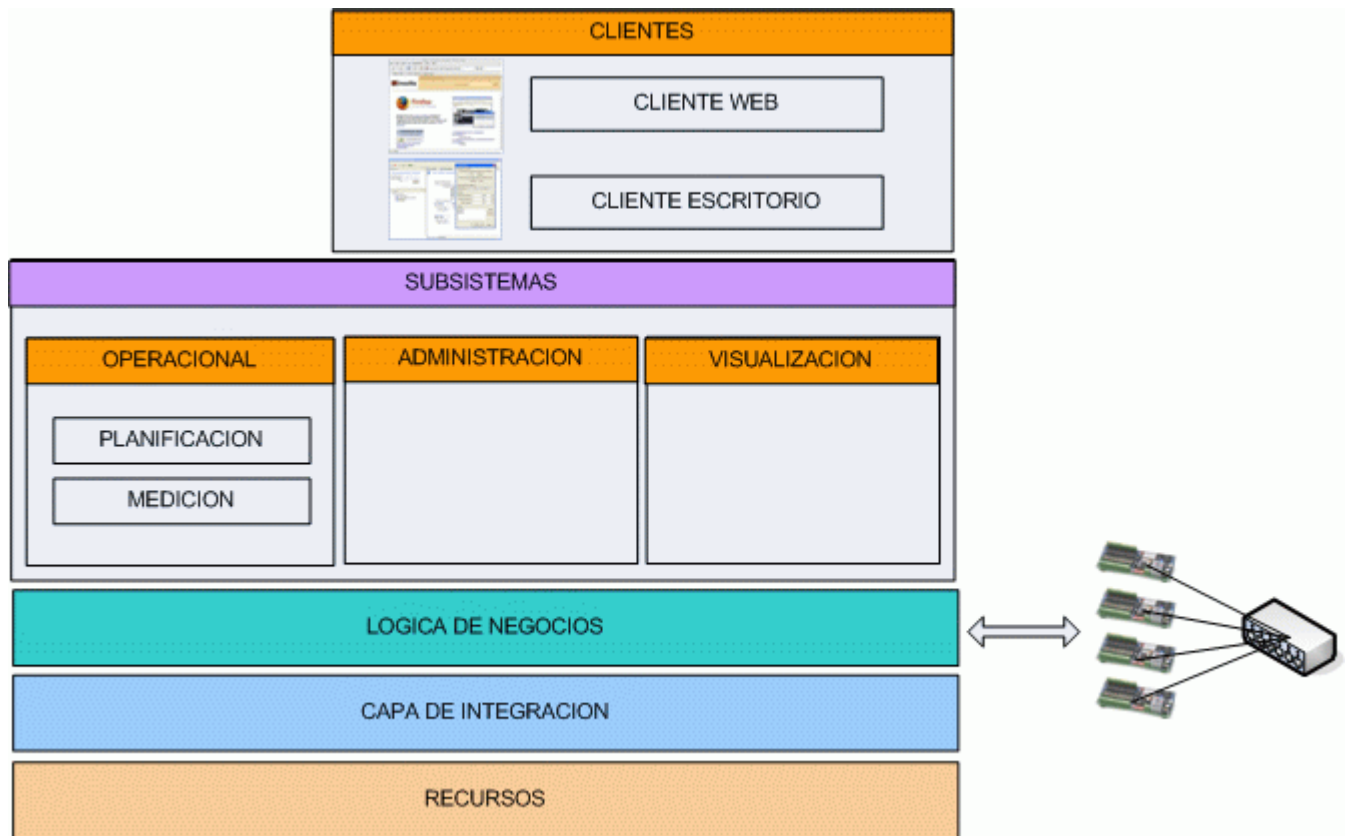 CLIENTES
CLIENTE WEB
CLIENTE ESCRITORIO
SUBSISTEMAS
OPERACIONAL
ADMINISTRACION
VISUALIZACION
PLANIFICACION
MEDICION
LOGICA DE NEGOCIOS
CAPA DE INTEGRACION
RECURSOS